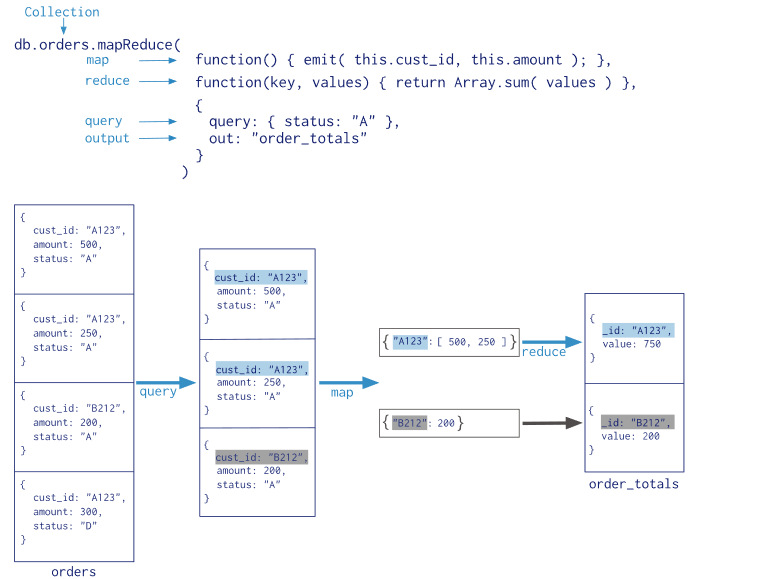 Collection
db.orders.mapReduce(
map function() { emit( this.cust_id, this.amount ); },
reduce function(key, values) { return Array.sum( values ) },
{
query query: { status: "A" },
output out: "order_totals"
}
)
{
cust_id: "A123",
amount: 500,
status: "A"
}
{
cust_id: "A123",
amount: 250,
status: "A"
}
{
cust_id: "B212",
amount: 200,
status: "A"
}
{
cust_id: "A123",
amount: 300,
status: "D"
}
orders
query
{
cust_id: "A123",
amount: 500,
status: "A"
}
{
cust_id: "A123",
amount: 250,
status: "A"
}
{
cust_id: "B212",
amount: 200,
status: "A"
}
map
{"A123": [ 500, 250 ]}
{"B212": 200}
reduce
{
_id: "A123",
value: 750
}
{
_id: "B212",
value: 200
}
order_totals